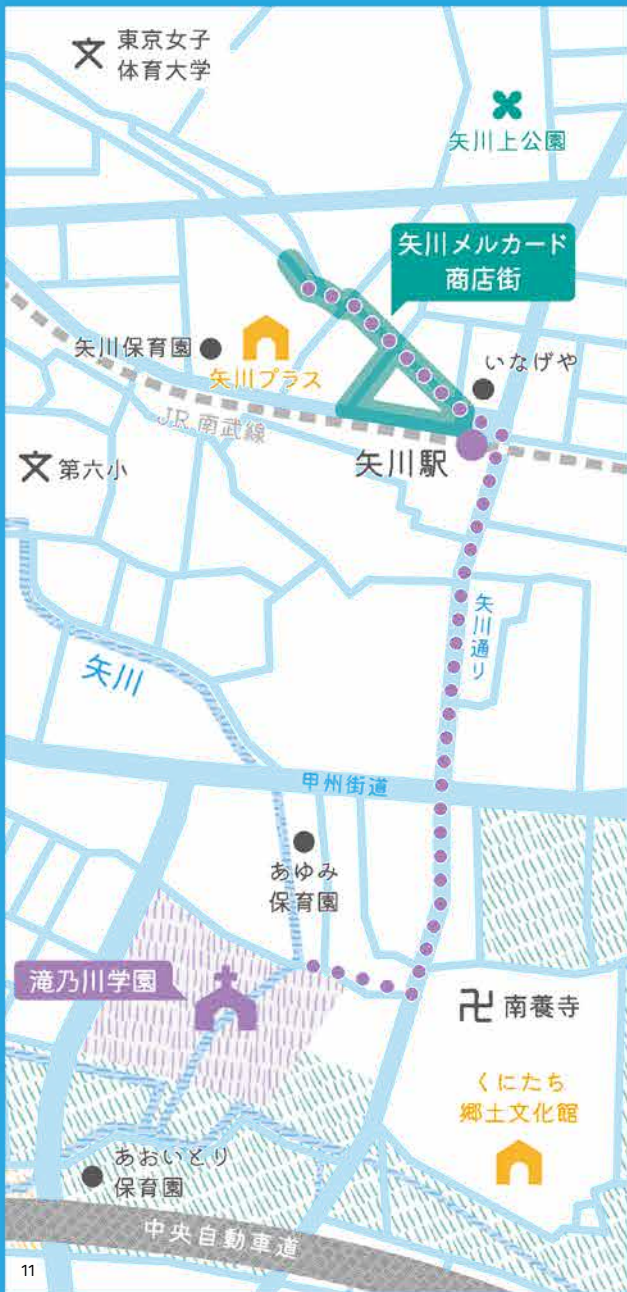 東京女子
体育大学
矢川上公園
矢川メルカード
商店街
いなげや
矢川保育園
矢川プラス
JR 南武線
矢川駅
第六小
矢川通り
矢川
甲州街道
あゆみ
保育園
滝乃川学園
南養寺
くにたち
郷土文化館
あおいとり
保育園
中央自動車道
11